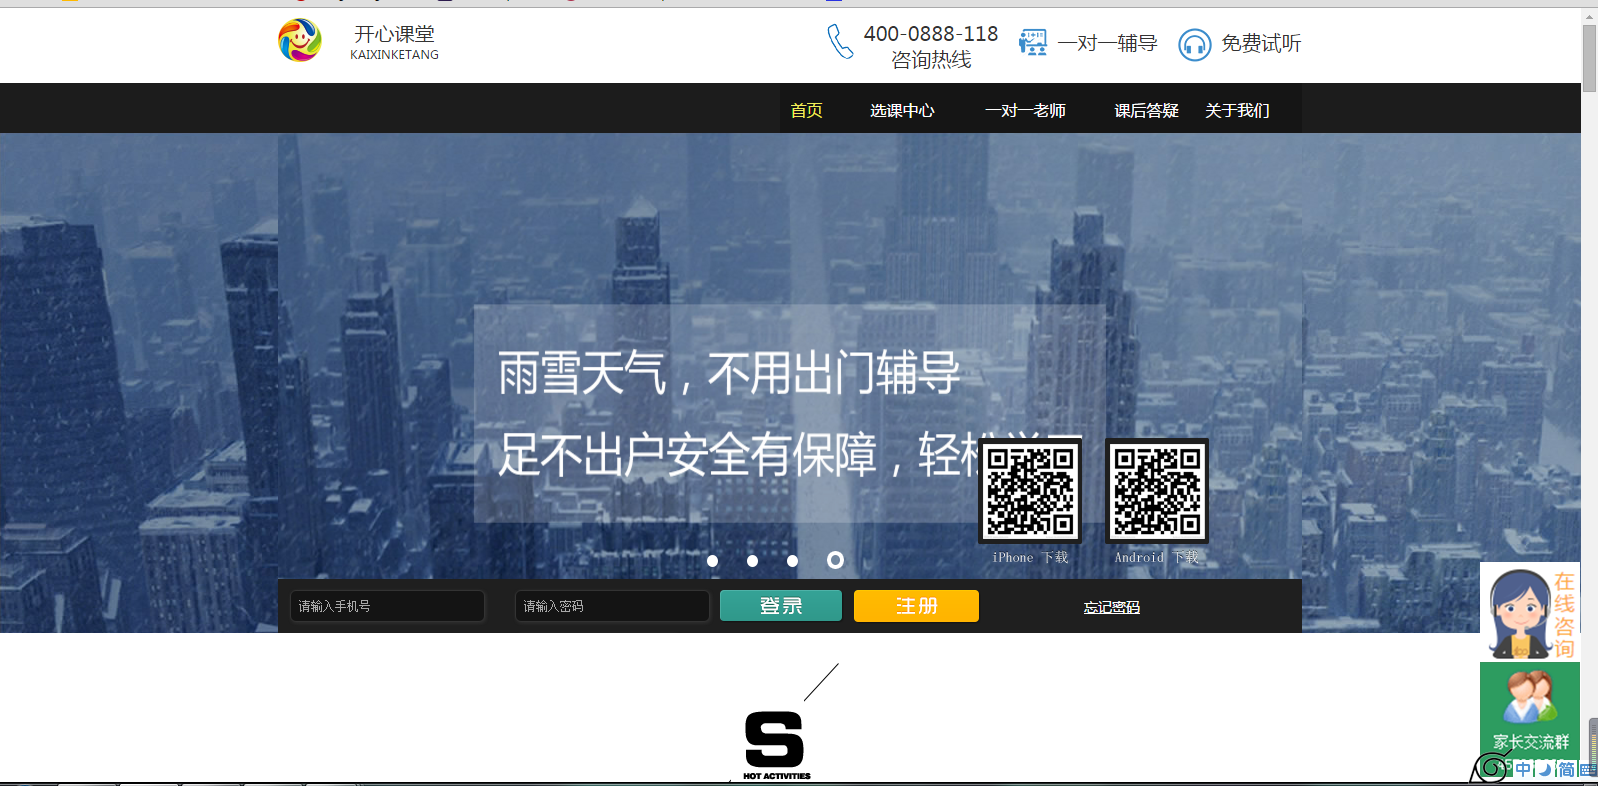 开心课堂
KAIXINKETANG
400-0888-118
咨询热线
一对一辅导
免费试听
首页
选课中心
一对一老师
课后答疑
关于我们
雨雪天气，不用出门辅导
足不出户安全有保障，轻松
iPhone 下载
Android 下载
请输入手机号
请输入密码
登录
注册
忘记密码
在线咨询
家长交流群
中
简
S
HOT ACTIVITIES